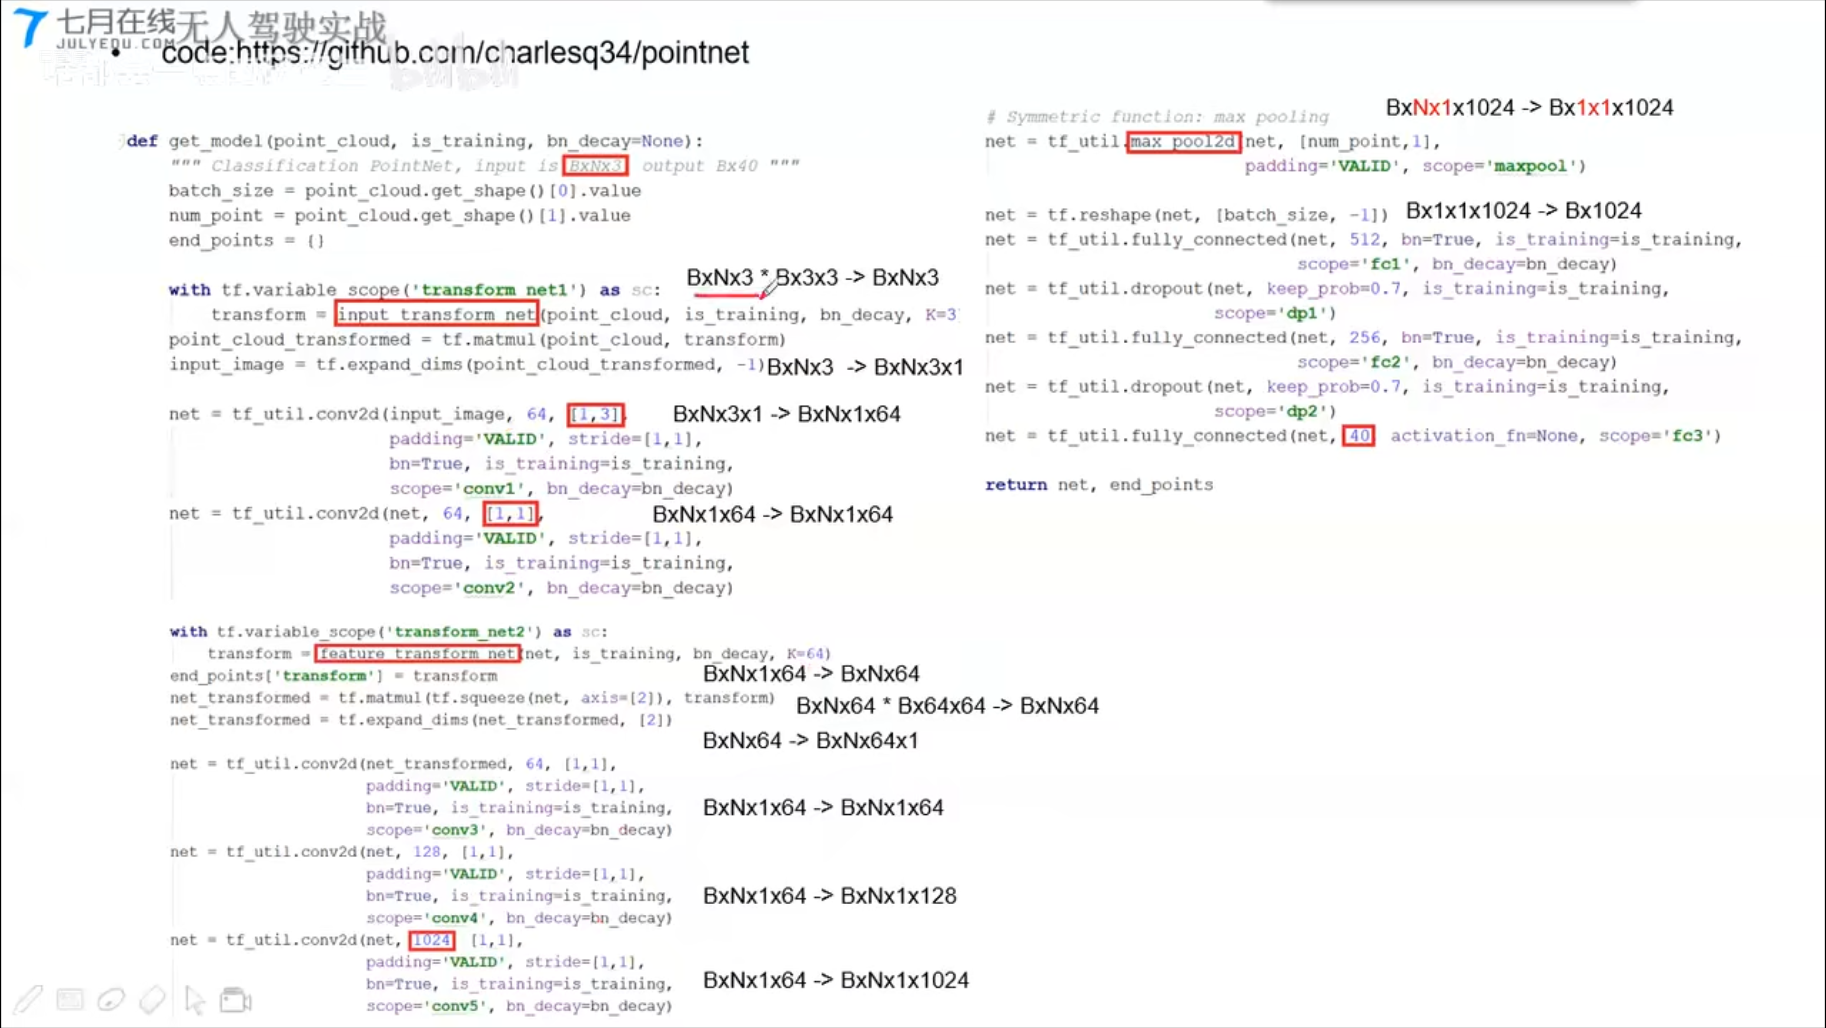 七月在线
JULYEDU.COM
无人驾驶实战
• code:https://github.com/charlesq34/pointnet
bilibili
def get_model(point_cloud, is_training, bn_decay=None):
""" Classification PointNet, input is BxNx3, output Bx40 """
batch_size = point_cloud.get_shape()[0].value
num_point = point_cloud.get_shape()[1].value
end_points = {}
BxNx3 * Bx3x3 -> BxNx3
with tf.variable_scope('transform_net1') as sc:
transform = input_transform_net(point_cloud, is_training, bn_decay, K=3
point_cloud_transformed = tf.matmul(point_cloud, transform)
input_image = tf.expand_dims(point_cloud_transformed, -1) BxNx3 -> BxNx3x1
net = tf_util.conv2d(input_image, 64, [1,3], BxNx3x1 -> BxNx1x64
padding='VALID', stride=[1,1],
bn=True, is_training=is_training,
scope='conv1', bn_decay=bn_decay)
net = tf_util.conv2d(net, 64, [1,1], BxNx1x64 -> BxNx1x64
padding='VALID', stride=[1,1],
bn=True, is_training=is_training,
scope='conv2', bn_decay=bn_decay)
with tf.variable_scope('transform_net2') as sc:
transform = feature_transform_net(net, is_training, bn_decay, K=64)
end_points['transform'] = transform BxNx1x64 -> BxNx64
net_transformed = tf.matmul(tf.squeeze(net, axis=[2]), transform) BxNx64 * Bx64x64 -> BxNx64
net_transformed = tf.expand_dims(net_transformed, [2])
BxNx64 -> BxNx64x1
net = tf_util.conv2d(net_transformed, 64, [1,1],
padding='VALID', stride=[1,1],
bn=True, is_training=is_training, BxNx1x64 -> BxNx1x64
scope='conv3', bn_decay=bn_decay)
net = tf_util.conv2d(net, 128, [1,1],
padding='VALID', stride=[1,1],
bn=True, is_training=is_training, BxNx1x64 -> BxNx1x128
scope='conv4', bn_decay=bn_decay)
net = tf_util.conv2d(net, 1024, [1,1],
padding='VALID', stride=[1,1],
bn=True, is_training=is_training, BxNx1x64 -> BxNx1x1024
scope='conv5', bn_decay=bn_decay)
BxNx1x1024 -> Bx1x1x1024
# Symmetric function: max pooling
net = tf_util.max_pool2d(net, [num_point,1],
padding='VALID', scope='maxpool')
net = tf.reshape(net, [batch_size, -1]) Bx1x1x1024 -> Bx1024
net = tf_util.fully_connected(net, 512, bn=True, is_training=is_training,
scope='fc1', bn_decay=bn_decay)
net = tf_util.dropout(net, keep_prob=0.7, is_training=is_training,
scope='dp1')
net = tf_util.fully_connected(net, 256, bn=True, is_training=is_training,
scope='fc2', bn_decay=bn_decay)
net = tf_util.dropout(net, keep_prob=0.7, is_training=is_training,
scope='dp2')
net = tf_util.fully_connected(net, 40, activation_fn=None, scope='fc3')
return net, end_points